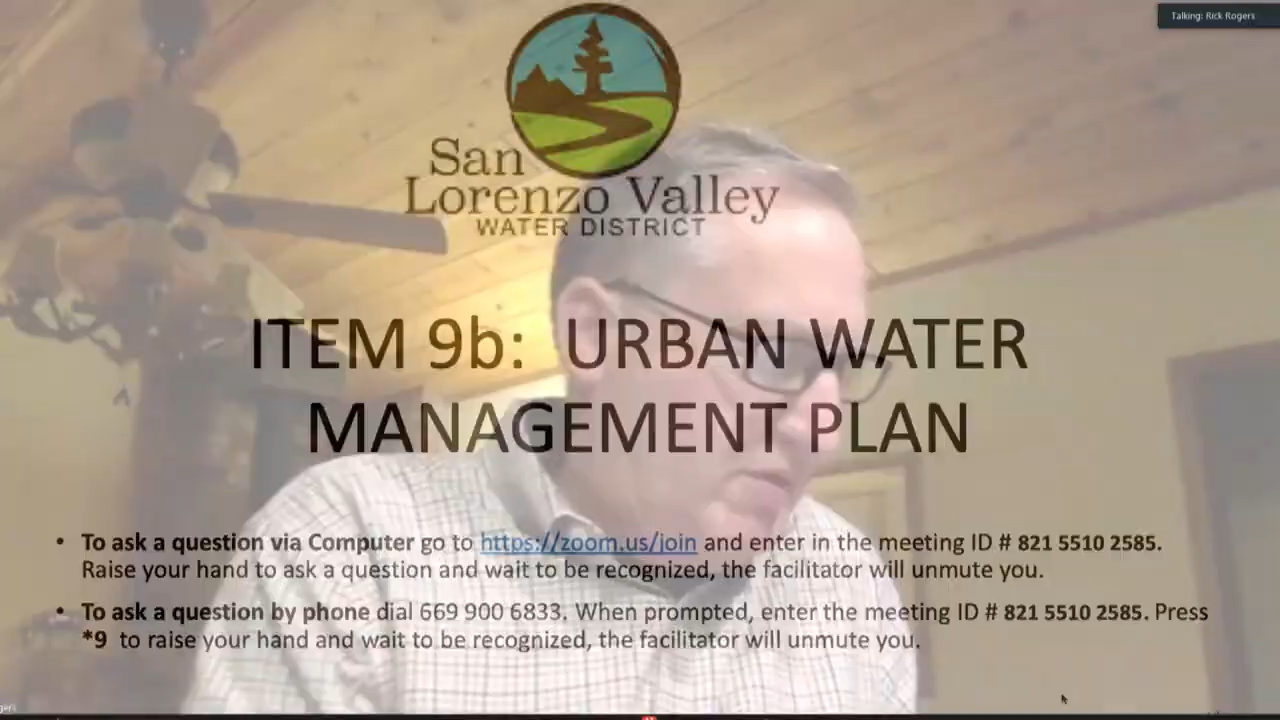 Talking: Rick Rogers
San
Lorenzo Valley
WATER DISTRICT
ITEM 9b: URBAN WATER
MANAGEMENT PLAN
• To ask a question via Computer go to https://zoom.us/join and enter in the meeting ID # 821 5510 2585.
Raise your hand to ask a question and wait to be recognized, the facilitator will unmute you.
• To ask a question by phone dial 669 900 6833. When prompted, enter the meeting ID # 821 5510 2585. Press
*9 to raise your hand and wait to be recognized, the facilitator will unmute you.